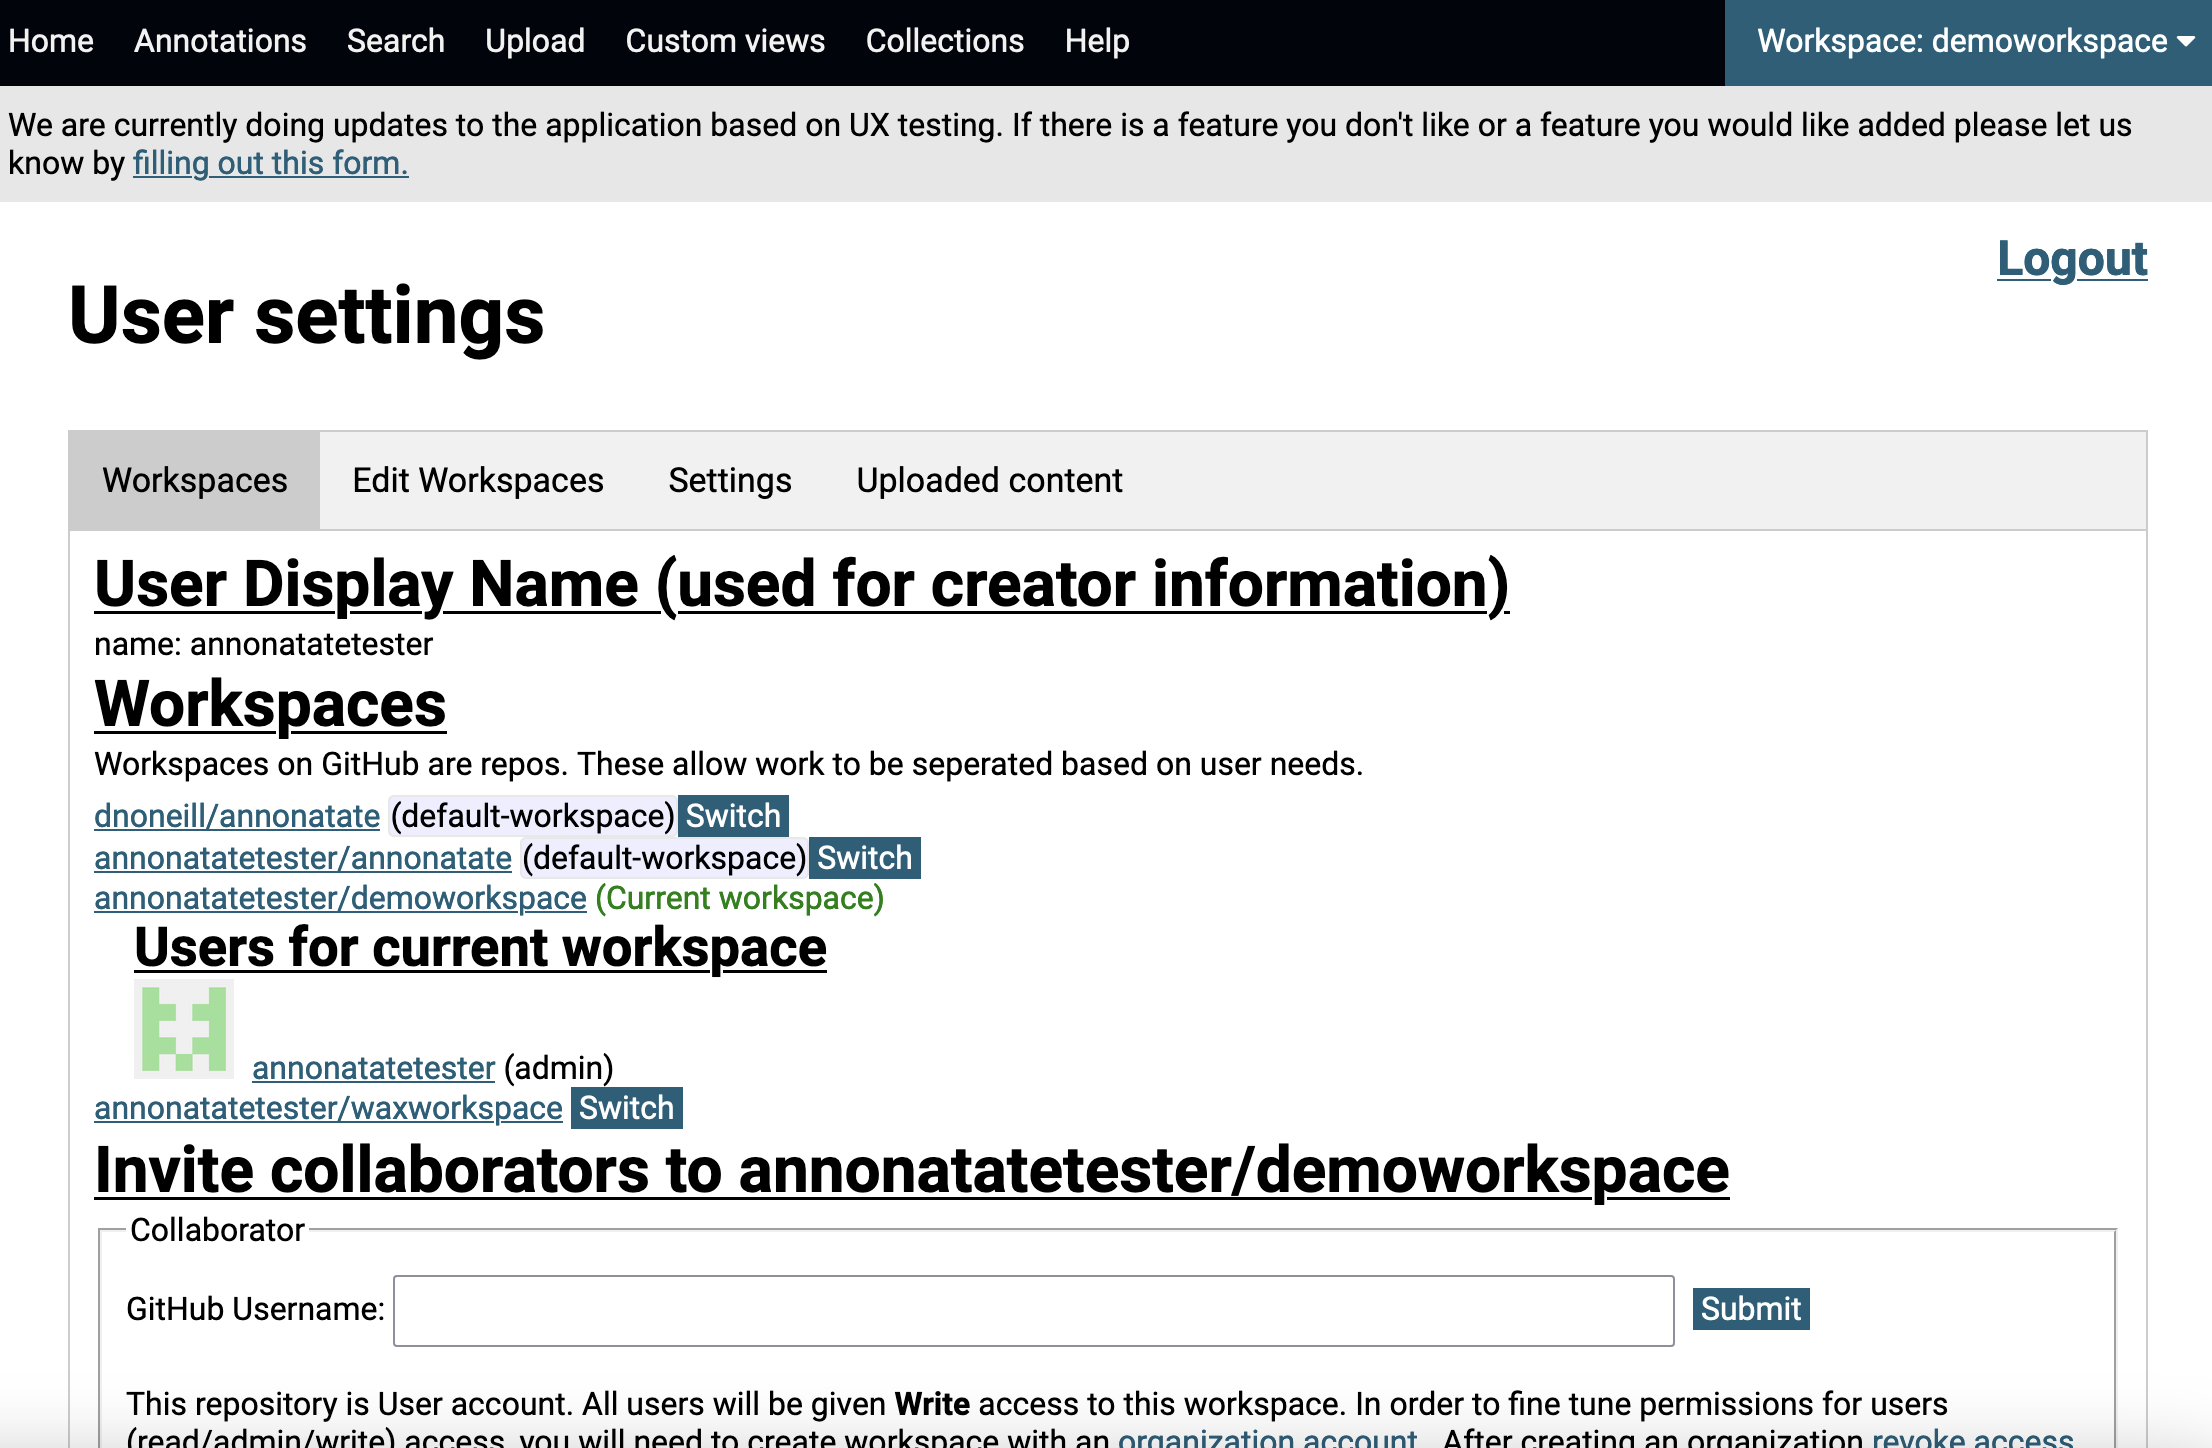 Home Annotations Search Upload Custom views Collections Help Workspace: demoworkspace
We are currently doing updates to the application based on UX testing. If there is a feature you don't like or a feature you would like added please let us
know by filling out this form.
Logout
User settings
Workspaces Edit Workspaces Settings Uploaded content
User Display Name (used for creator information)
name: annonatatetester
Workspaces
Workspaces on GitHub are repos. These allow work to be seperated based on user needs.
dnoneill/annonatate (default-workspace) Switch
annonatatetester/annonatate (default-workspace) Switch
annonatatetester/demoworkspace (Current workspace)
Users for current workspace
annonatatetester (admin)
annonatatetester/waxworkspace Switch
Invite collaborators to annonatatetester/demoworkspace
Collaborator
GitHub Username: Submit
This repository is User account. All users will be given Write access to this workspace. In order to fine tune permissions for users
(read/admin/write) access, you will need to create workspace with an organization account. After creating an organization revoke access